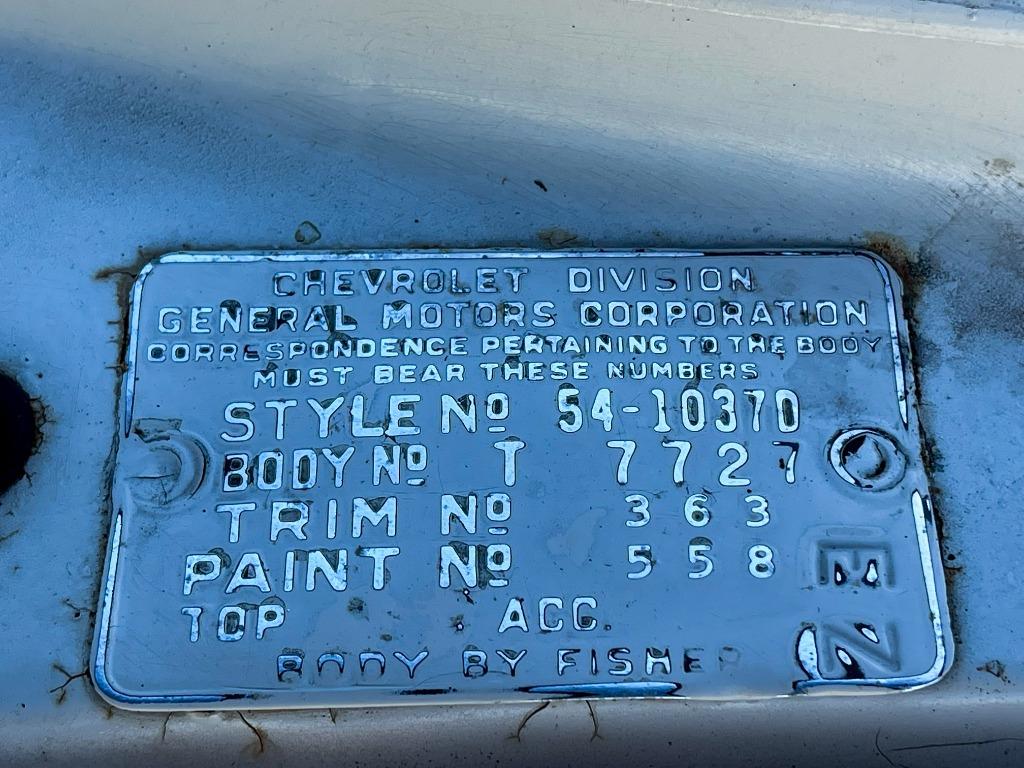 CHEVROLET DIVISION
GENERAL MOTORS CORPORATION
CORRESPONDENCE PERTAINING TO THE BODY
MUST BEAR THESE NUMBERS
STYLE Nº 54-10370
BODY Nº T 7727
TRIM Nº 363
PAINT Nº 558
TOP ACC.
BODY BY FISHER
EZ